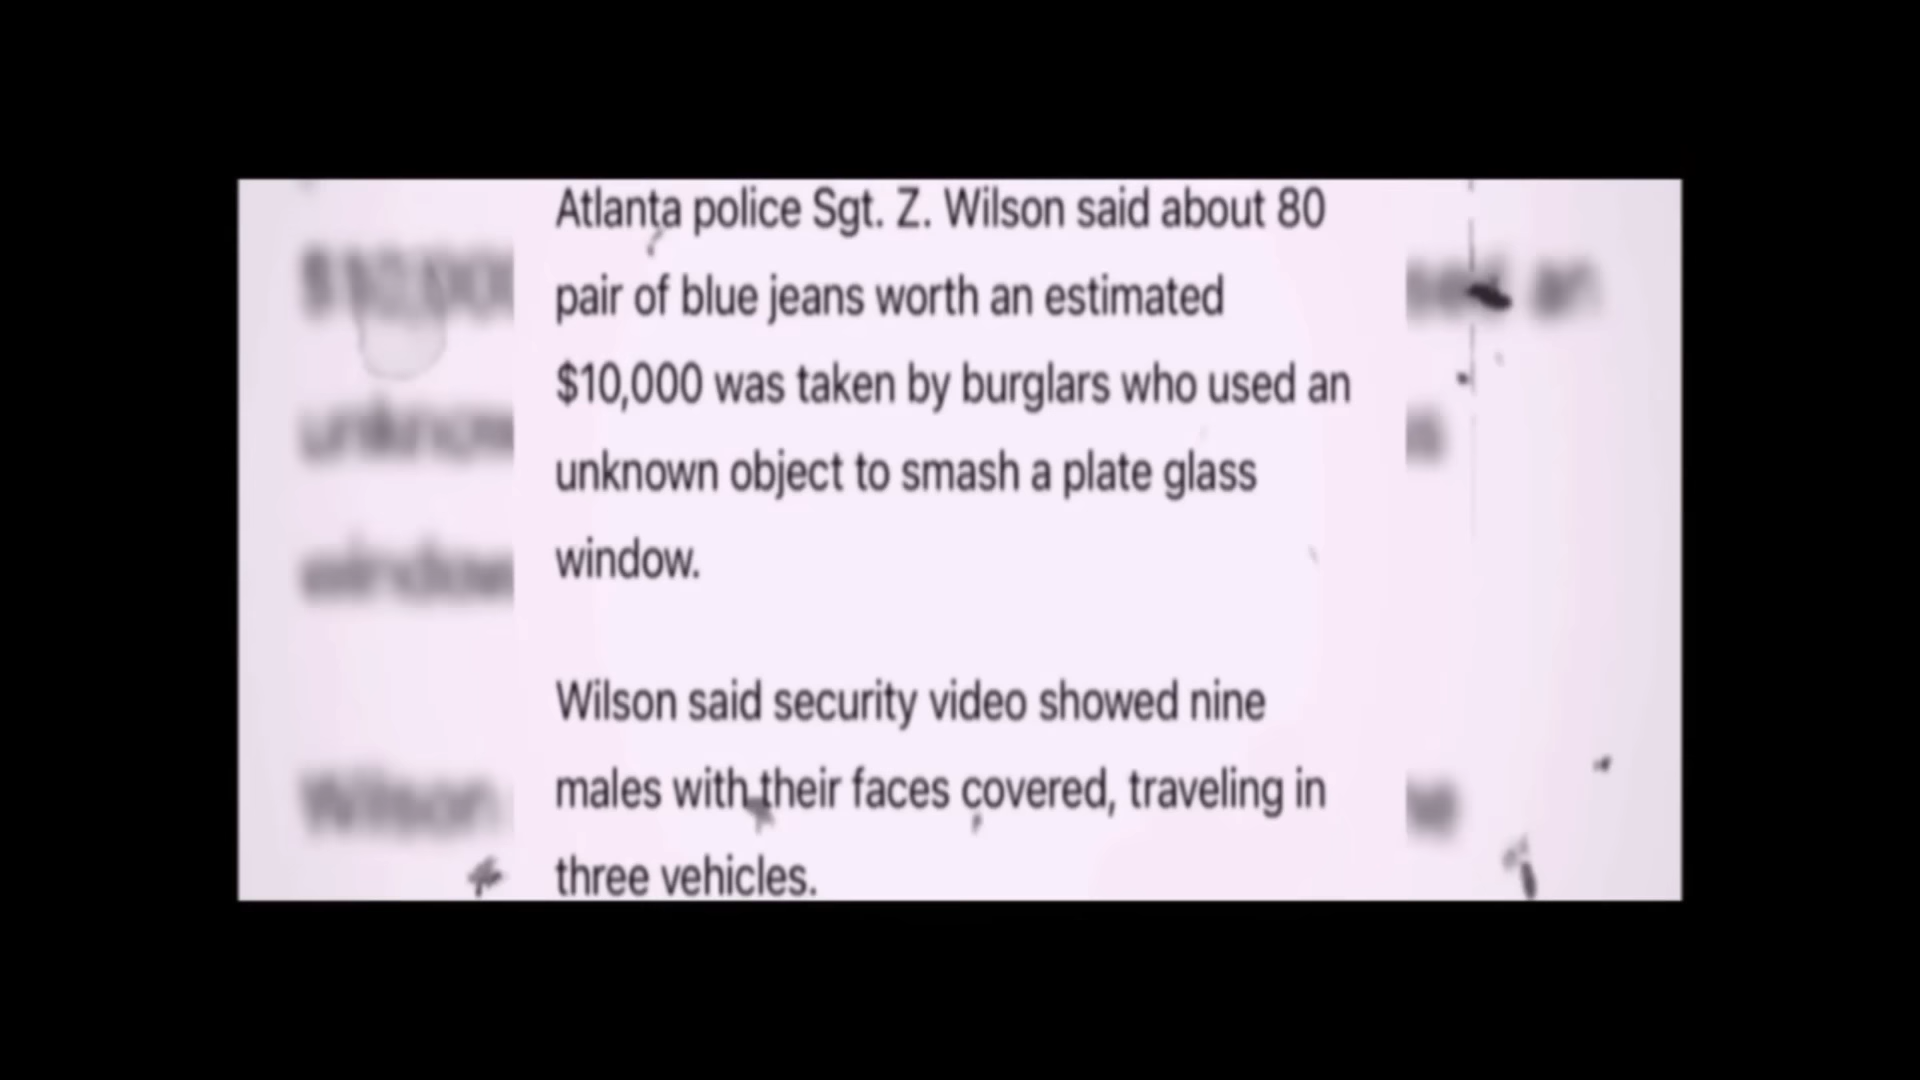 Atlanta police Sgt. Z. Wilson said about 80
pair of blue jeans worth an estimated
$10,000 was taken by burglars who used an
unknown object to smash a plate glass
window.
Wilson said security video showed nine
males with their faces covered, traveling in
three vehicles.